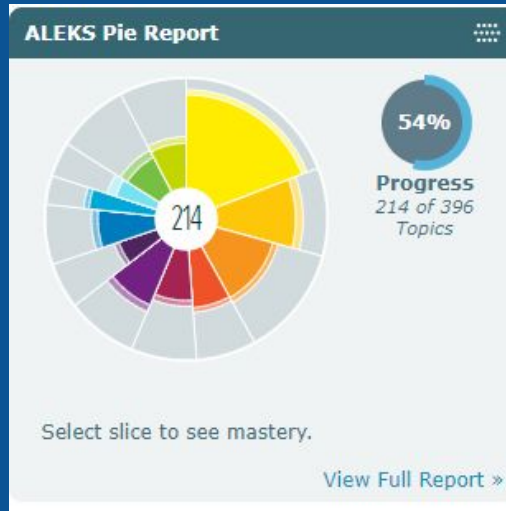 ALEKS Pie Report
214
54%
Progress
214 of 396
Topics
Select slice to see mastery.
View Full Report »